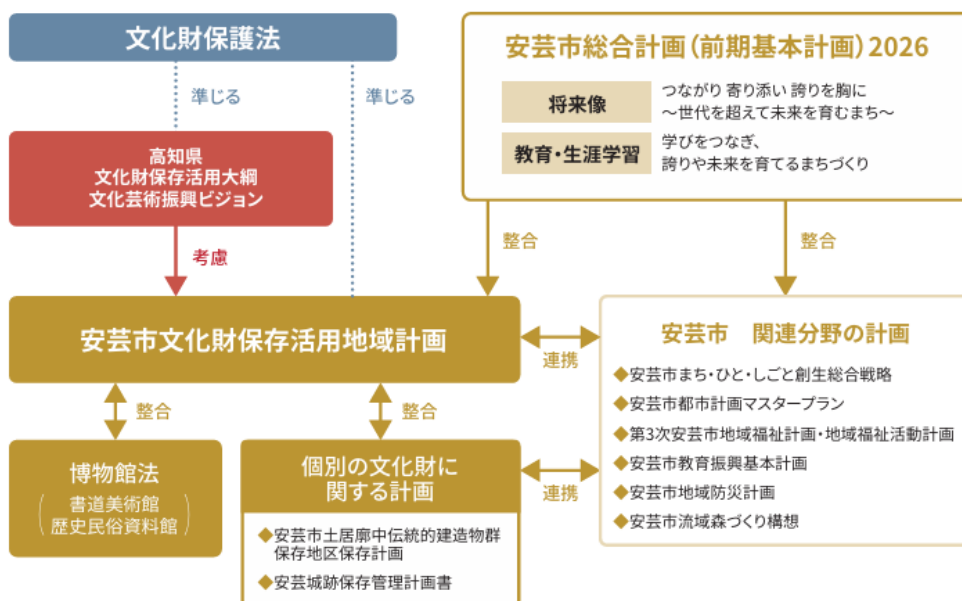 文化財保護法
準じる
準じる
高知県
文化財保存活用大綱
文化芸術振興ビジョン
考慮
安芸市総合計画（前期基本計画）2026
将来像
つながり 寄り添い 誇りを胸に
〜世代を超えて未来を育むまち〜
教育・生涯学習
学びをつなぎ、
誇りや未来を育てるまちづくり
整合
整合
安芸市文化財保存活用地域計画
連携
安芸市　関連分野の計画
◆安芸市まち・ひと・しごと創生総合戦略
◆安芸市都市計画マスタープラン
◆第3次安芸市地域福祉計画・地域福祉活動計画
◆安芸市教育振興基本計画
◆安芸市地域防災計画
◆安芸市流域森づくり構想
整合
整合
博物館法
（書道美術館
歴史民俗資料館）
個別の文化財に
関する計画
◆安芸市土居廓中伝統的建造物群
保存地区保存計画
◆安芸城跡保存管理計画書
連携